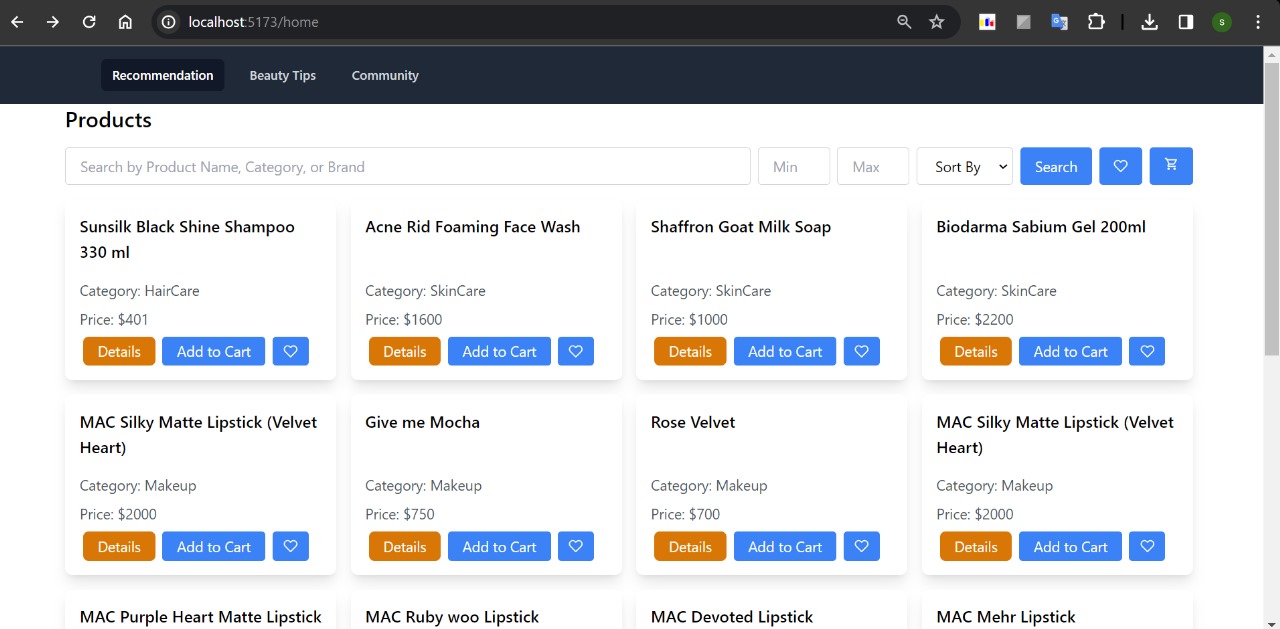 localhost:5173/home
s
Recommendation Beauty Tips Community
Products
Search by Product Name, Category, or Brand Min Max Sort By Search
Sunsilk Black Shine Shampoo
330 ml
Category: HairCare
Price: $401
Details Add to Cart
Acne Rid Foaming Face Wash
Category: SkinCare
Price: $1600
Details Add to Cart
Shaffron Goat Milk Soap
Category: SkinCare
Price: $1000
Details Add to Cart
Biodarma Sabium Gel 200ml
Category: SkinCare
Price: $2200
Details Add to Cart
MAC Silky Matte Lipstick (Velvet
Heart)
Category: Makeup
Price: $2000
Details Add to Cart
Give me Mocha
Category: Makeup
Price: $750
Details Add to Cart
Rose Velvet
Category: Makeup
Price: $700
Details Add to Cart
MAC Silky Matte Lipstick (Velvet
Heart)
Category: Makeup
Price: $2000
Details Add to Cart
MAC Purple Heart Matte Lipstick
MAC Ruby woo Lipstick
MAC Devoted Lipstick
MAC Mehr Lipstick